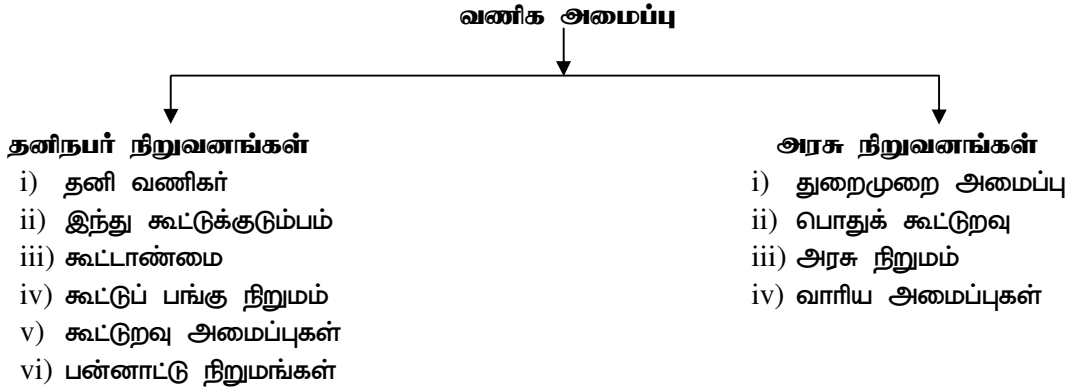 வணிக அமைப்பு
தனிநபர் நிறுவனங்கள்
i) தனி வணிகர்
ii) இந்து கூட்டுக்குடும்பம்
iii) கூட்டாண்மை
iv) கூட்டுப் பங்கு நிறுமம்
v) கூட்டுறவு அமைப்புகள்
vi) பன்னாட்டு நிறுமங்கள்
அரசு நிறுவனங்கள்
i) துறைமுறை அமைப்பு
ii) பொதுக் கூட்டுறவு
iii) அரசு நிறுமம்
iv) வாரிய அமைப்புகள்